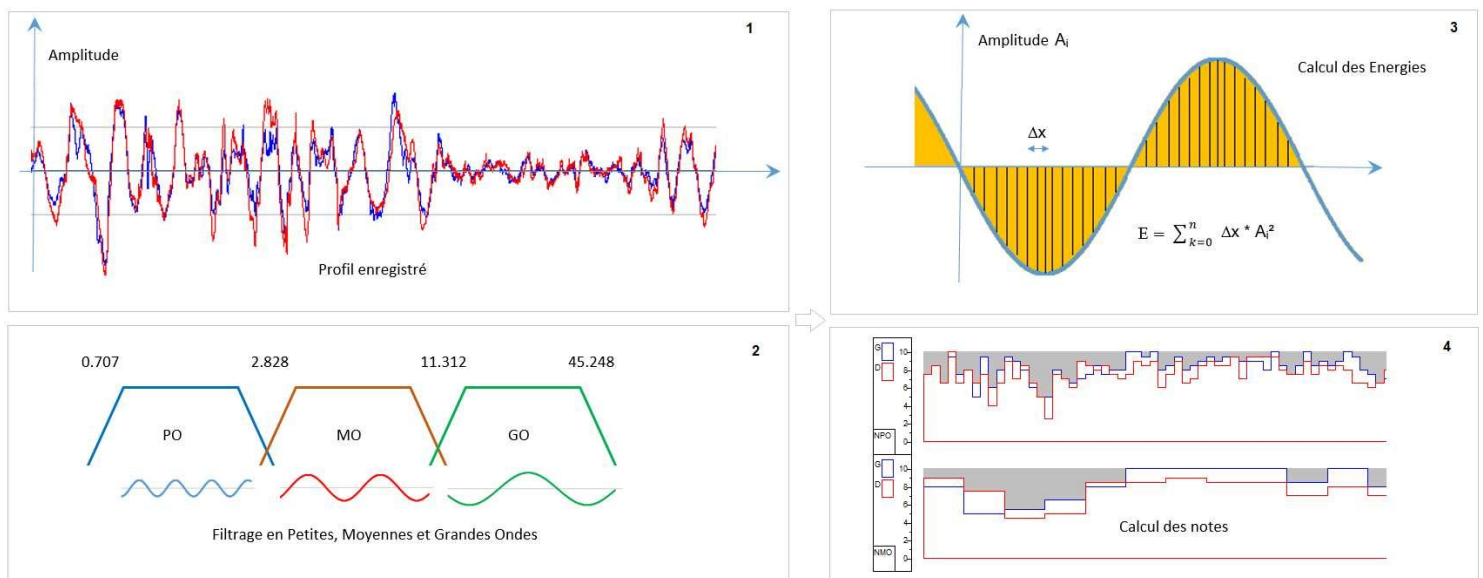 1
Amplitude
Profil enregistré
0.707 2.828 11.312 45.248 2
PO MO GO
Filtrage en Petites, Moyennes et Grandes Ondes
3
Amplitude Aᵢ
Calcul des Energies
Δx
E = ∑ₖ₌₀ⁿ Δx * Aᵢ²
4
G
D
10
8
6
4
2
0
NPO
G
D
10
8
6
4
2
0
NMO
Calcul des notes